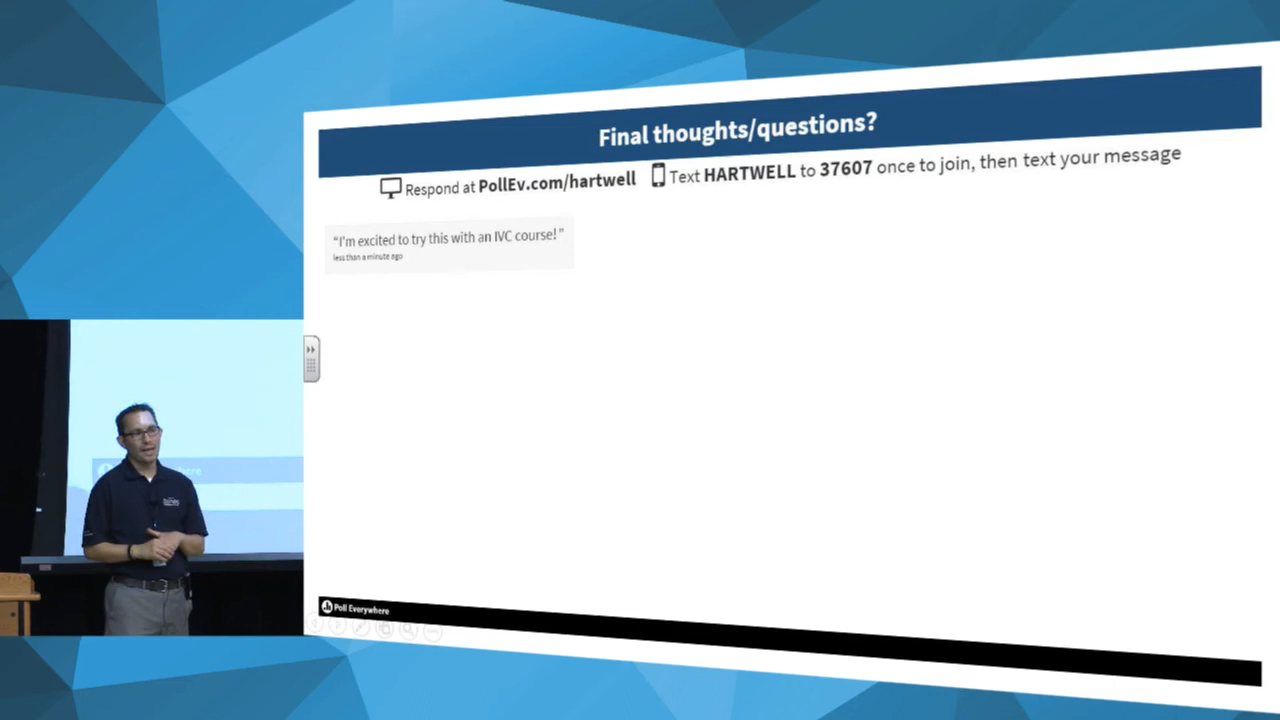 Final thoughts/questions?
Respond at PollEv.com/hartwell Text HARTWELL to 37607 once to join, then text your message
“I'm excited to try this with an IVC course!”
less than a minute ago
Poll Everywhere